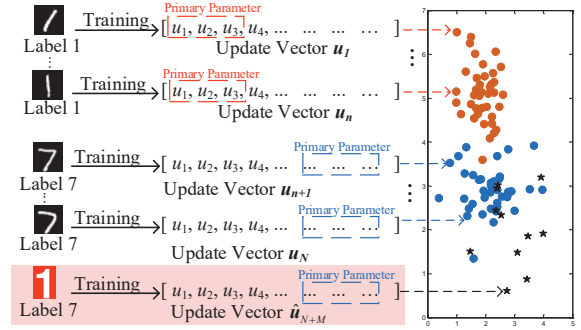 Training
Primary Parameter
[ u1, u2, u3, u4, ... ... ... ... ]
Label 1
Update Vector u1
Training
Primary Parameter
[ u1, u2, u3, u4, ... ... ... ... ]
Label 1
Update Vector un
Training
Primary Parameter
[ u1, u2, u3, u4, ... ... ... ... ]
Label 7
Update Vector un+1
Training
Primary Parameter
[ u1, u2, u3, u4, ... ... ... ... ]
Label 7
Update Vector uN
1
Training
Primary Parameter
[ u1, u2, u3, u4, ... ... ... ... ]
Label 7
Update Vector ûN+M
7
6
5
4
3
2
1
0
0 1 2 3 4 5